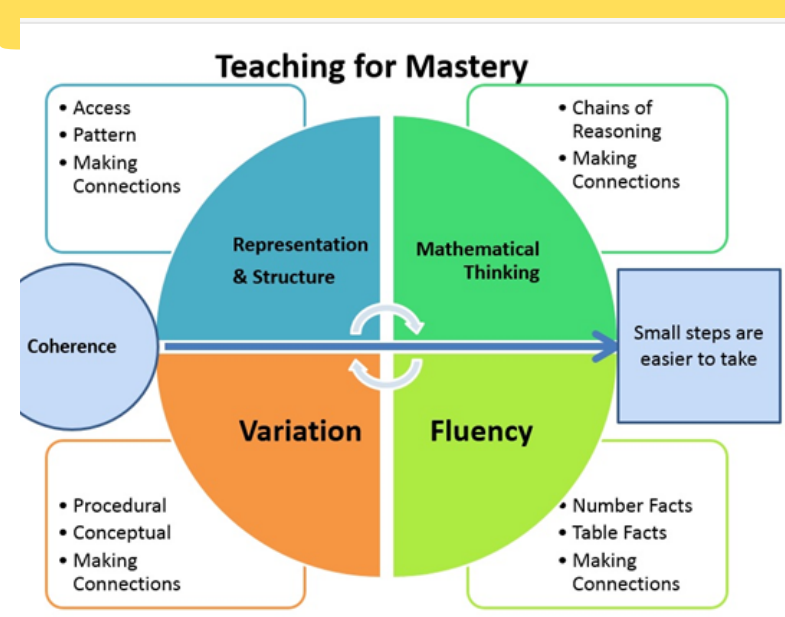 Teaching for Mastery
• Access
• Pattern
• Making
Connections
• Chains of
Reasoning
• Making
Connections
Representation
& Structure
Mathematical
Thinking
Coherence
Small steps are
easier to take
Variation
Fluency
• Procedural
• Conceptual
• Making
Connections
• Number Facts
• Table Facts
• Making
Connections